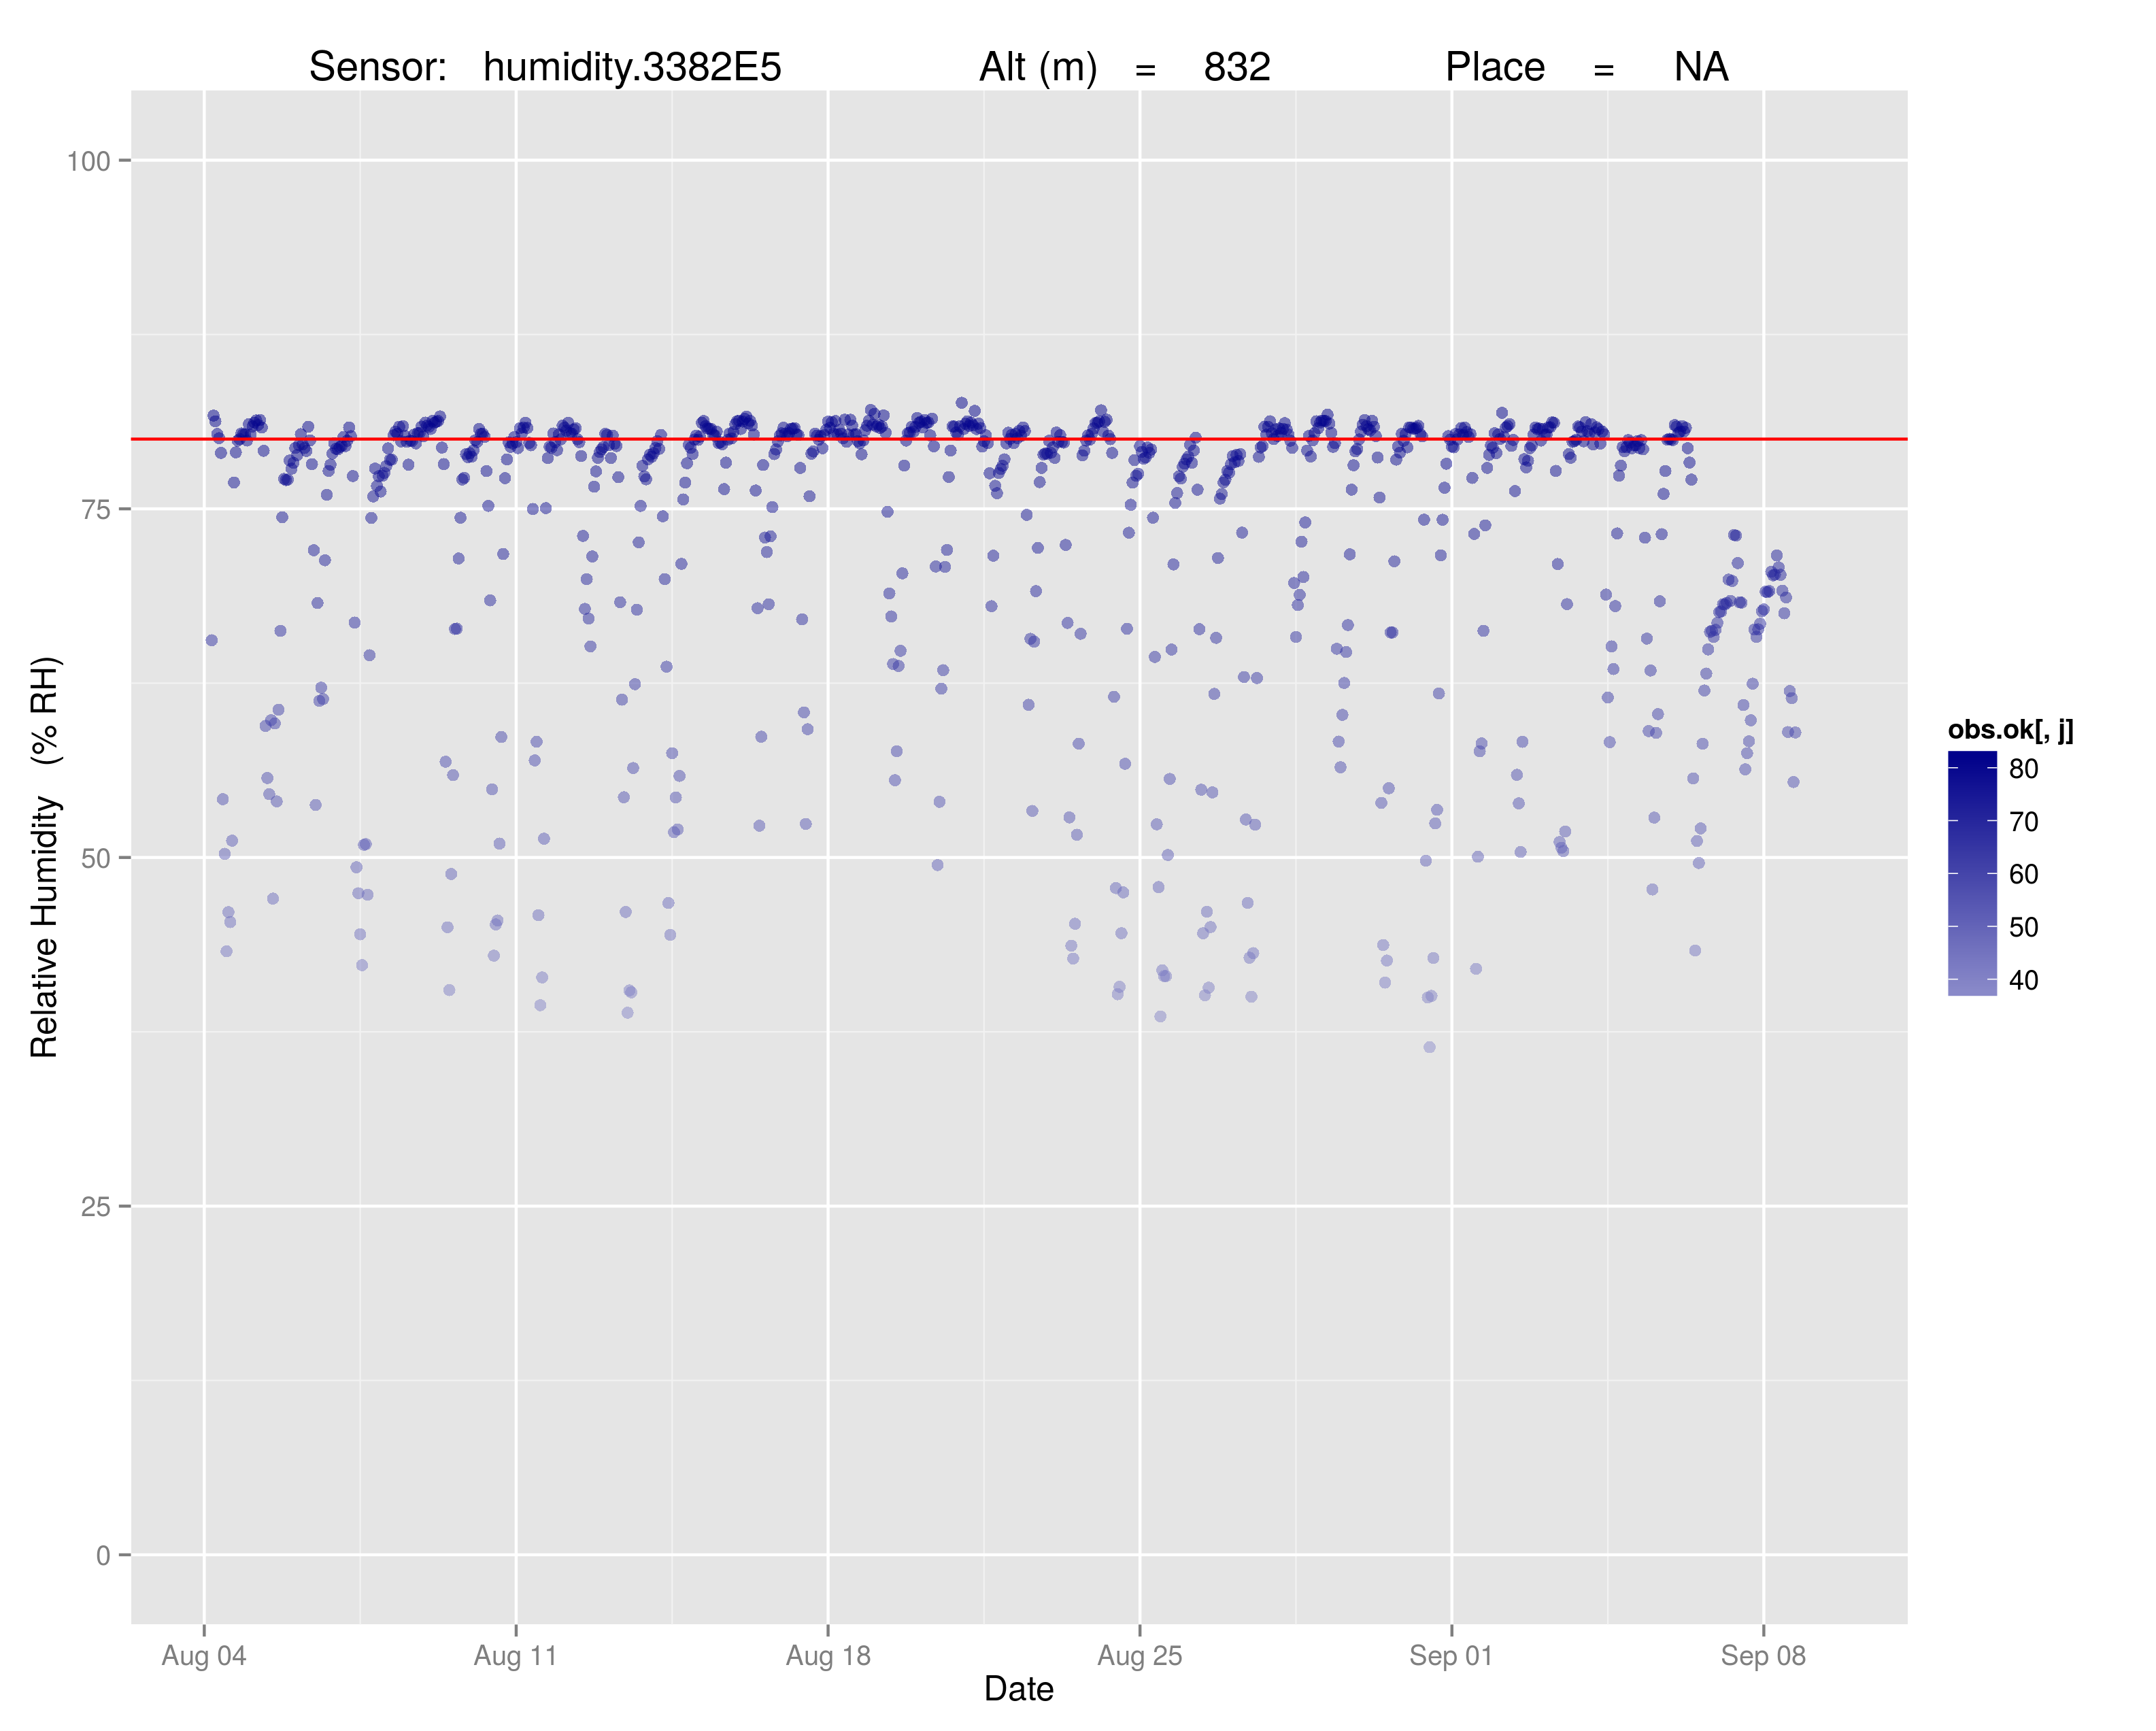 Sensor: humidity.3382E5 Alt (m) = 832 Place = NA
Relative Humidity (% RH)
100
75
50
25
0
Aug 04 Aug 11 Aug 18 Aug 25 Sep 01 Sep 08
Date
obs.ok[, j]
80
70
60
50
40